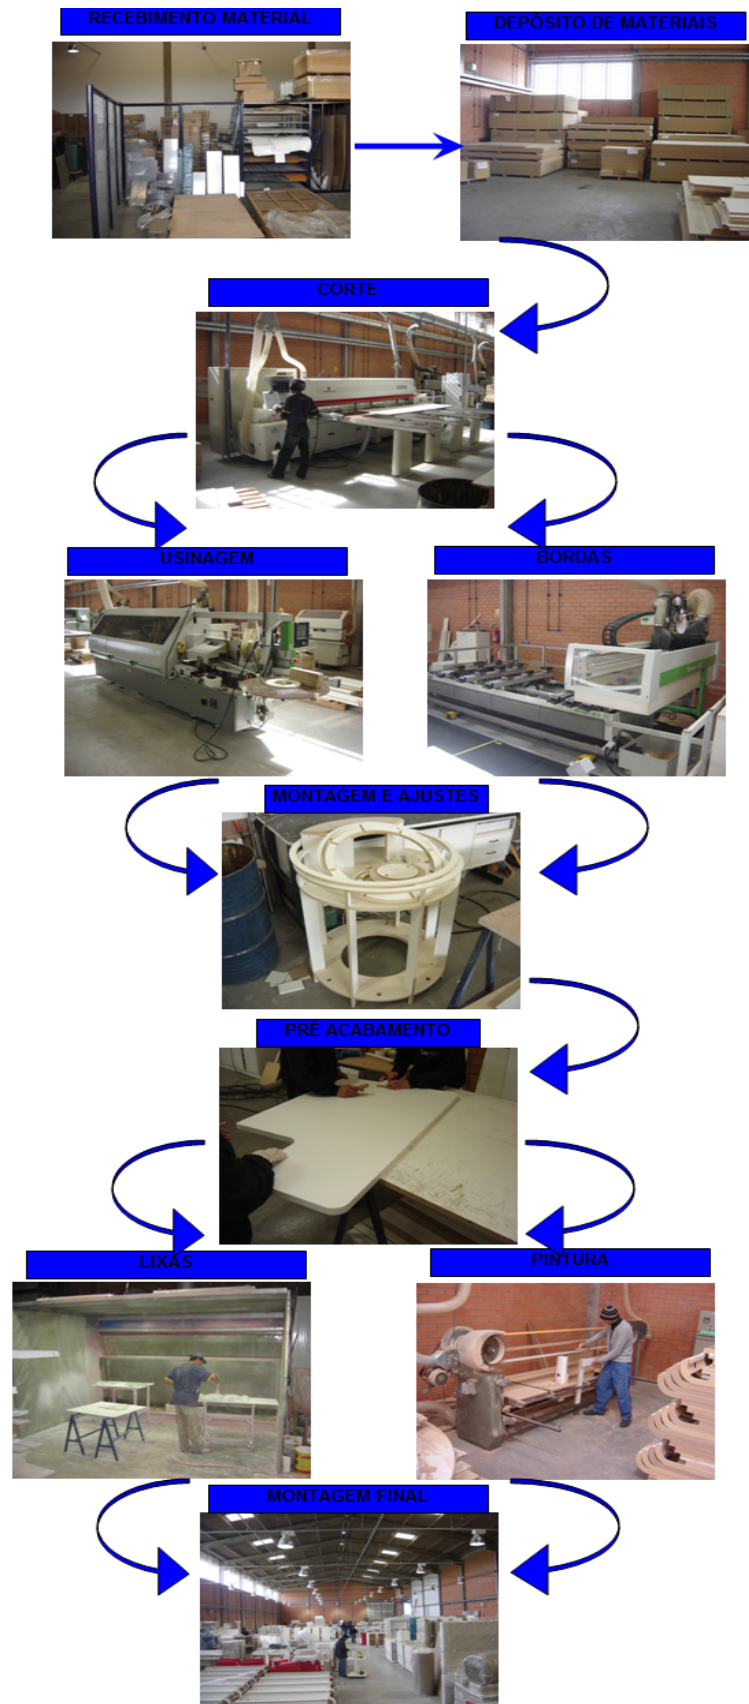 RECEBIMENTO MATERIAL
DEPÓSITO DE MATERIAIS
CORTE
USINAGEM
BORDAS
MONTAGEM E AJUSTES
PRÉ ACABAMENTO
LIXAS
PINTURA
MONTAGEM FINAL